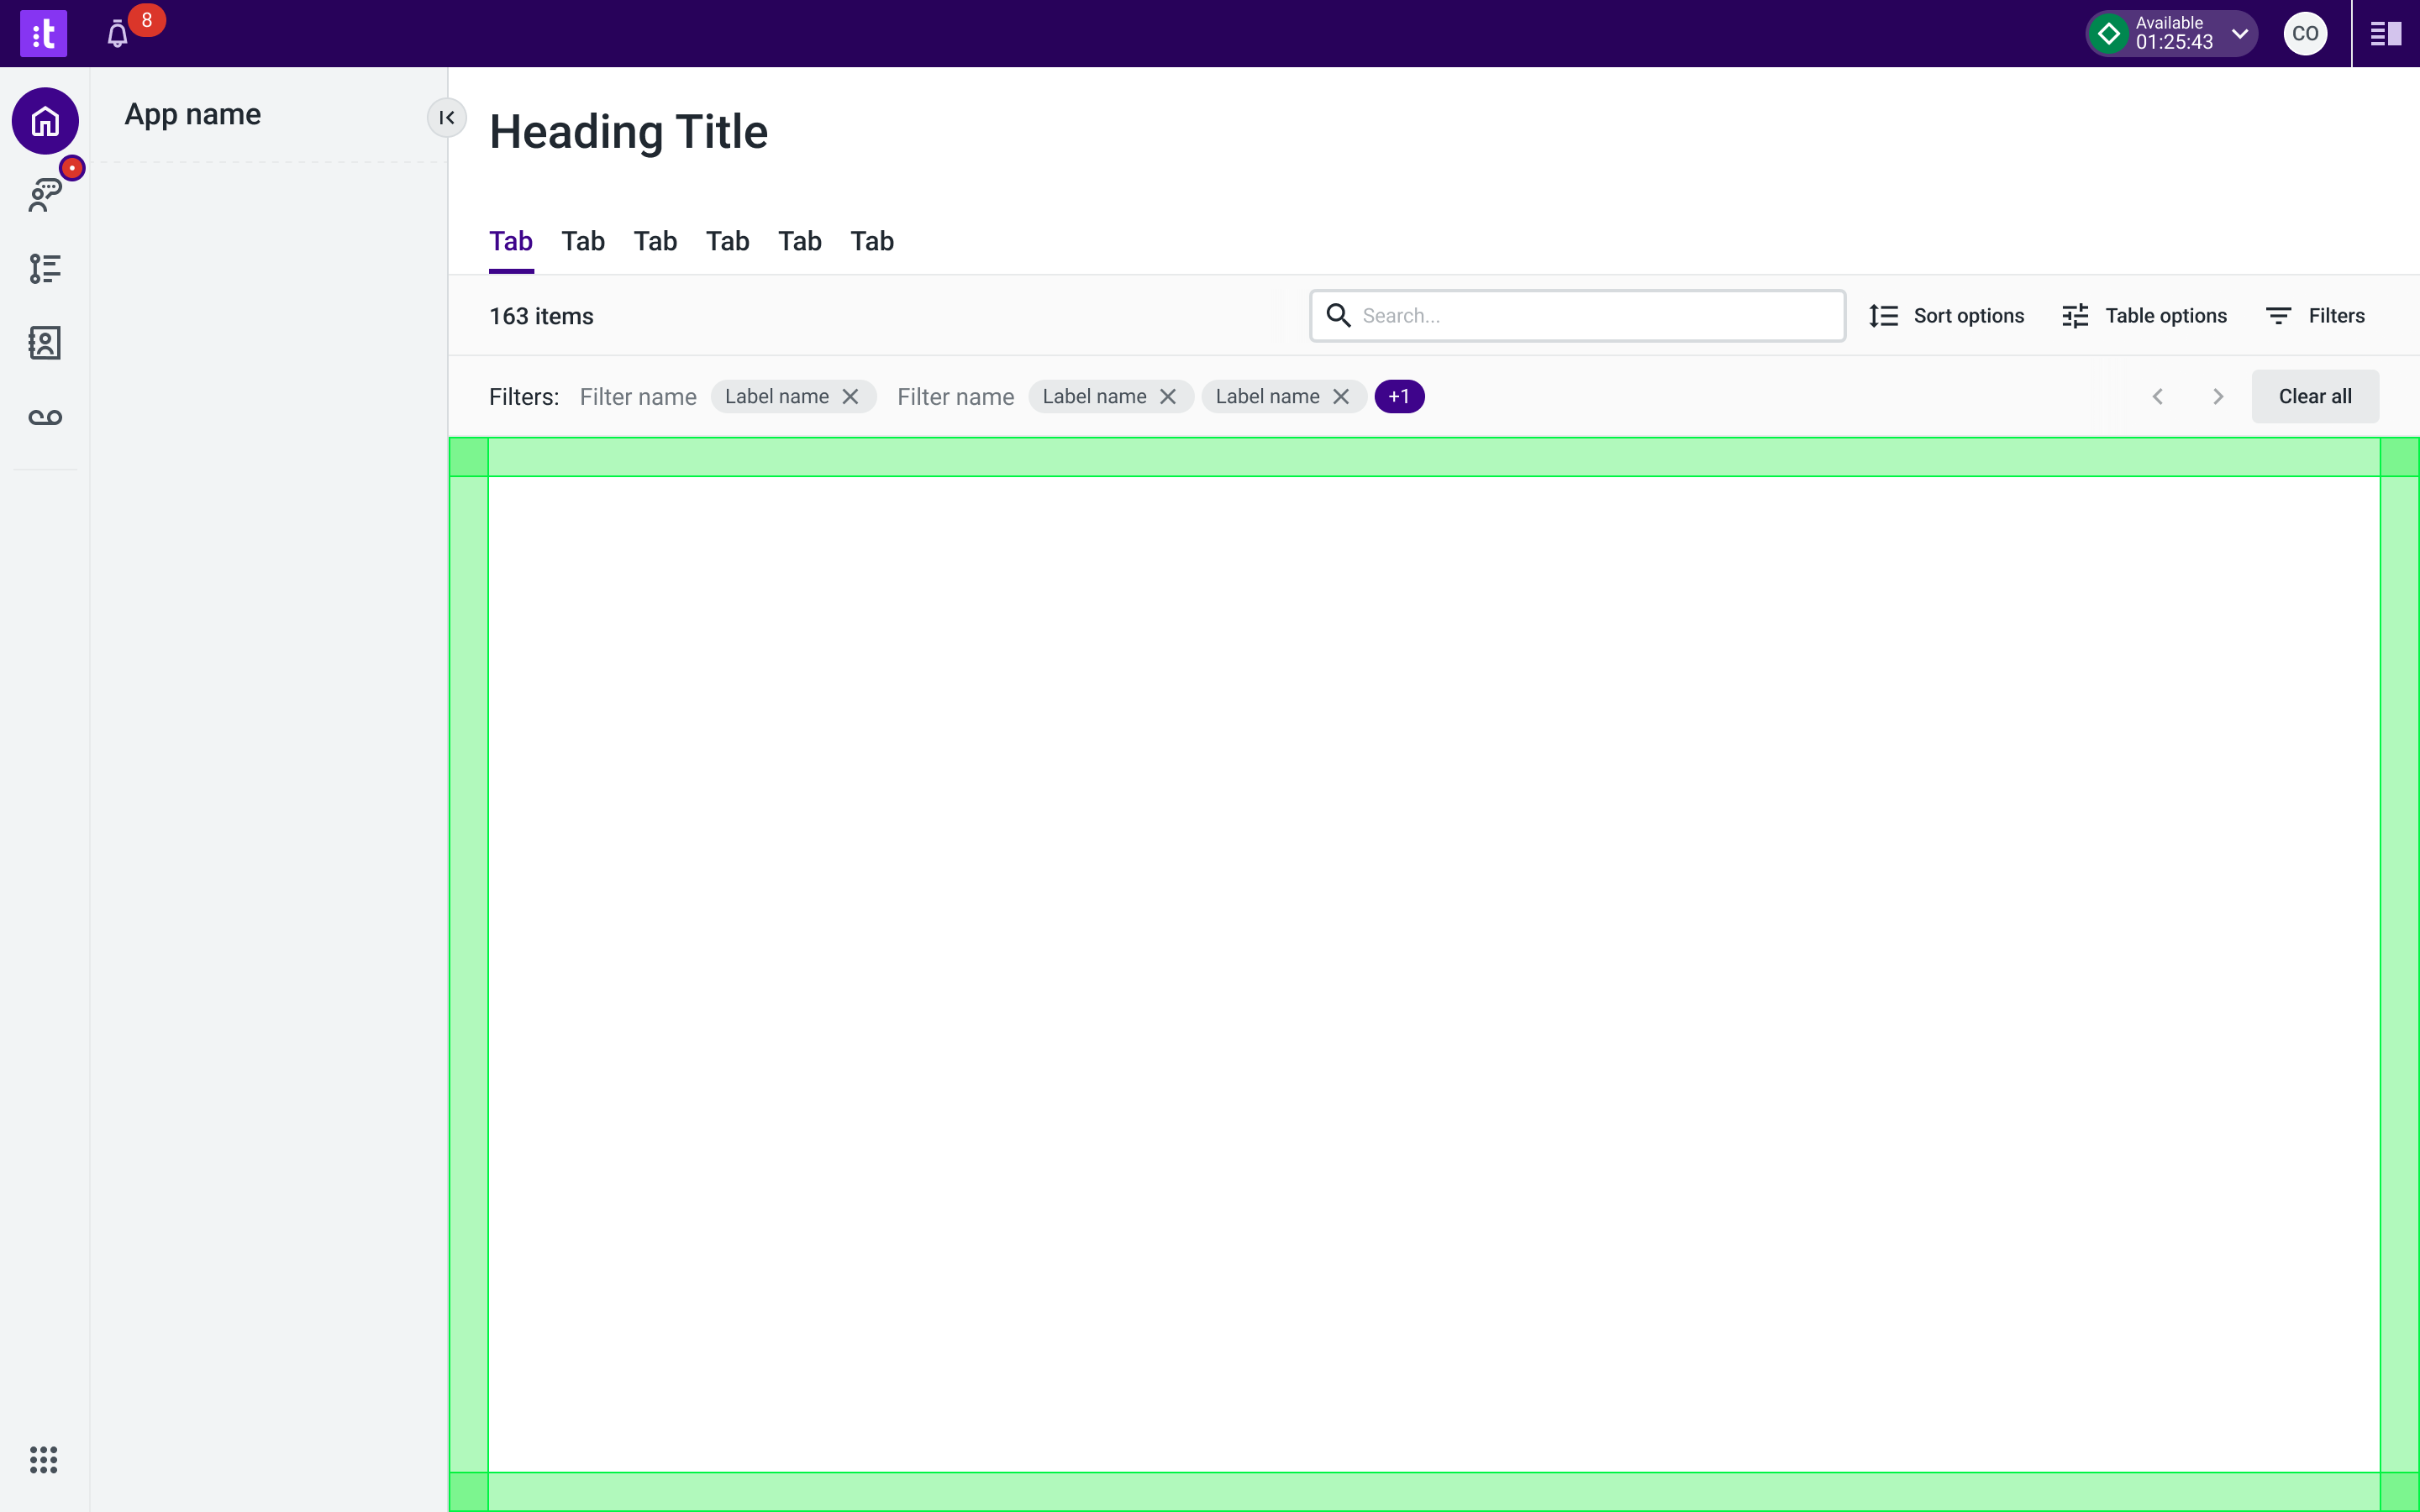 :t 8 Available
01:25:43 CO
App name
Heading Title
Tab Tab Tab Tab Tab Tab
163 items Search... Sort options Table options Filters
Filters: Filter name Label name Filter name Label name Label name +1 Clear all